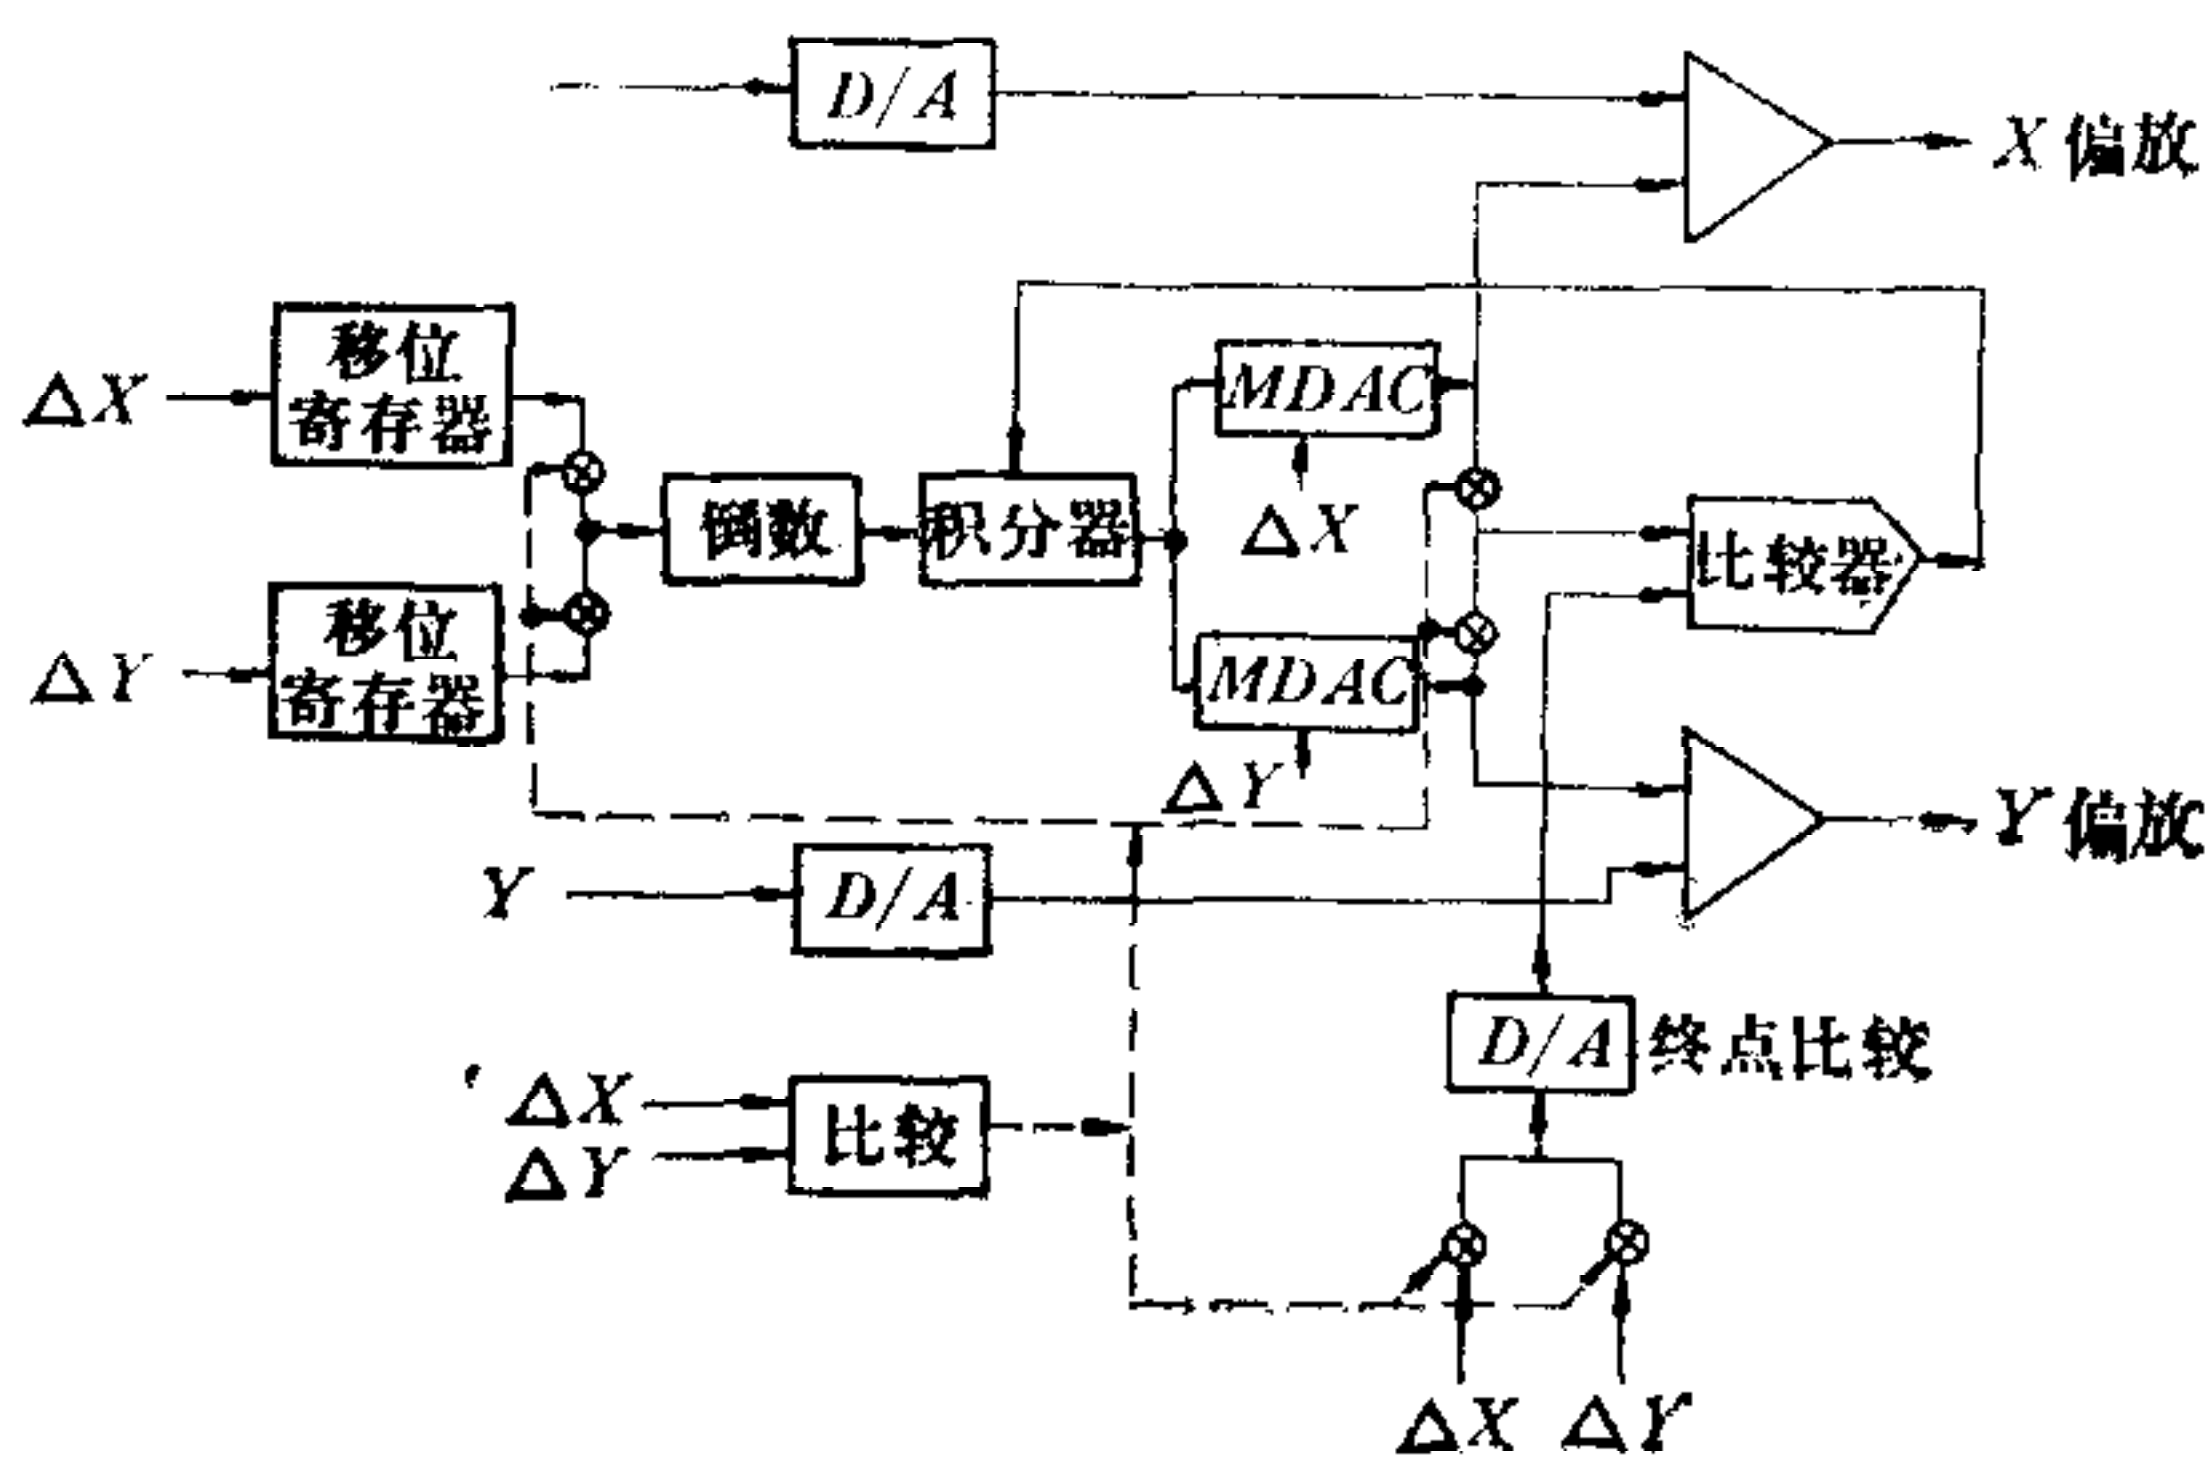 D/A
X 偏放
移位
寄存器
ΔX
MDAC
ΔX
倒数
积分器
比较器
移位
寄存器
ΔY
MDAC
ΔY
Y
D/A
Y 偏放
D/A 终点比较
ΔX
ΔY
比较
ΔX ΔY